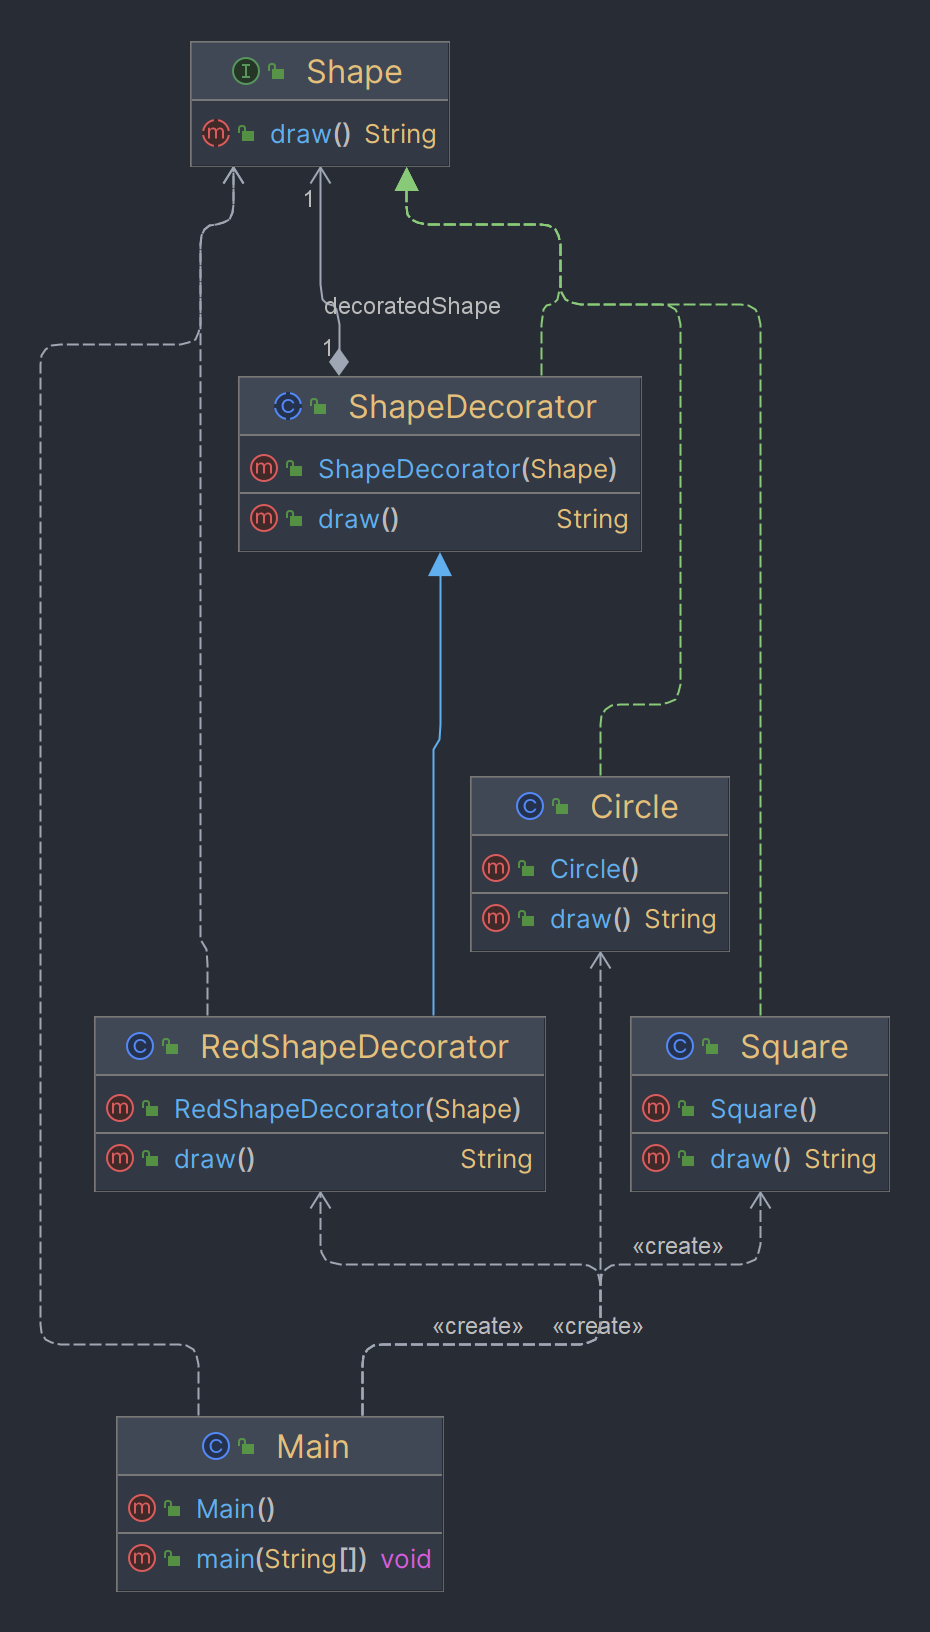 Shape
draw() String
1
decoratedShape
1
ShapeDecorator
ShapeDecorator(Shape)
draw() String
Circle
Circle()
draw() String
RedShapeDecorator
RedShapeDecorator(Shape)
draw() String
Square
Square()
draw() String
«create»
«create» «create»
Main
Main()
main(String[]) void